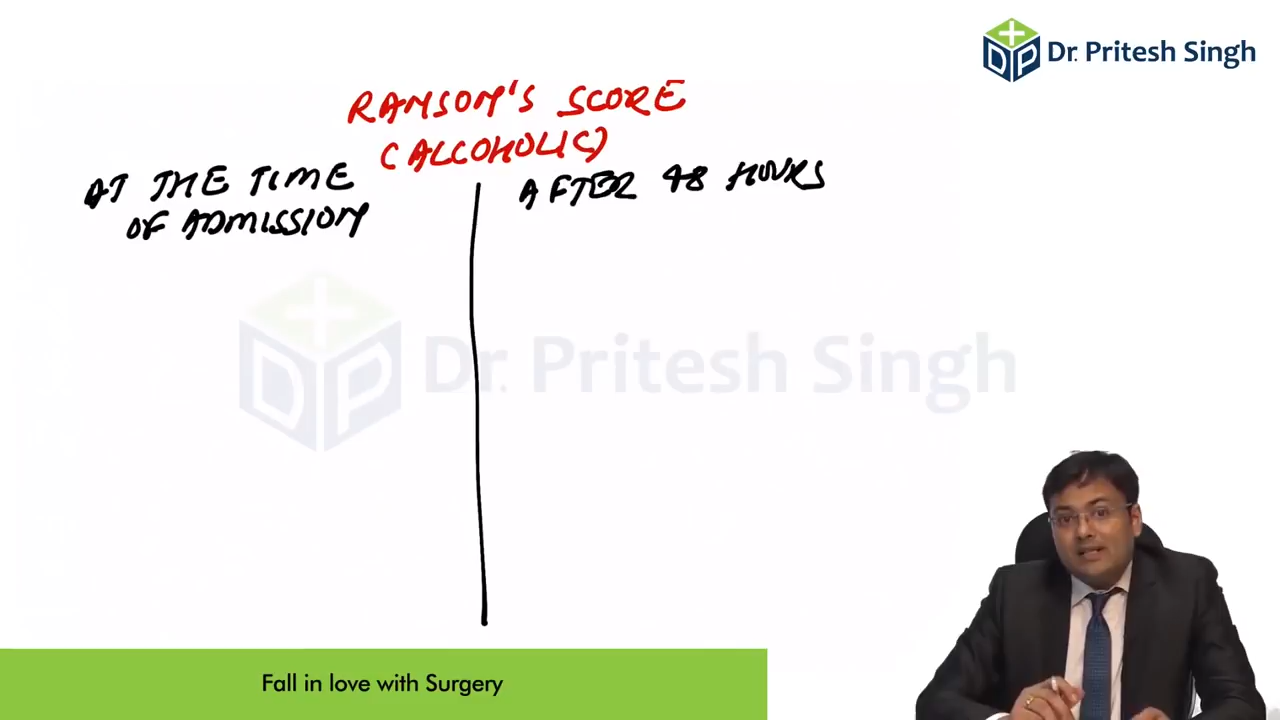 Dr. Pritesh Singh
RANSON'S SCORE
(ALCOHOLIC)
AT THE TIME
OF ADMISSION
AFTER 48 HOURS
DP Dr. Pritesh Singh
Fall in love with Surgery